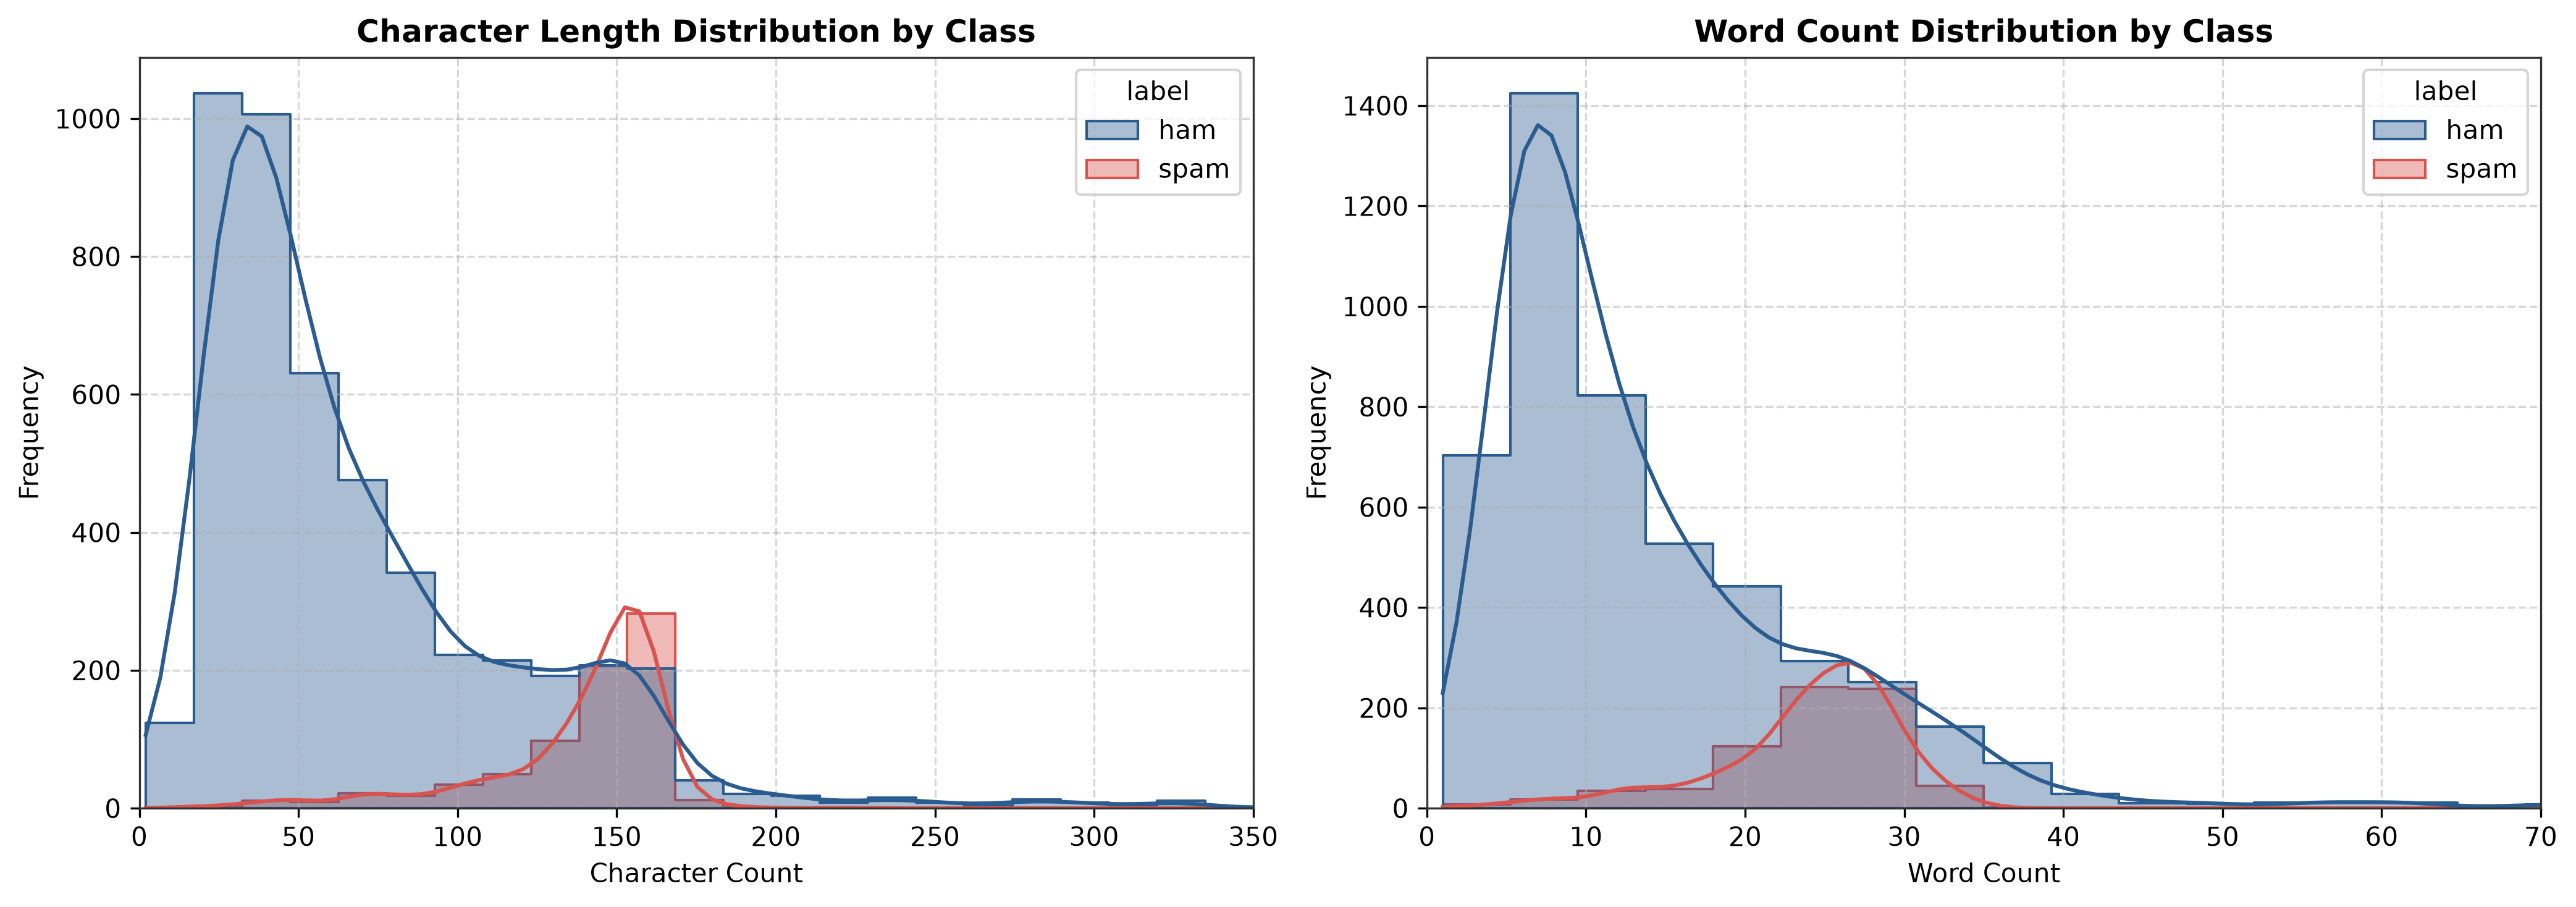 Character Length Distribution by Class
label
ham
spam
1000
800
600
400
200
0
Frequency
0 50 100 150 200 250 300 350
Character Count
Word Count Distribution by Class
label
ham
spam
1400
1200
1000
800
600
400
200
0
Frequency
0 10 20 30 40 50 60 70
Word Count